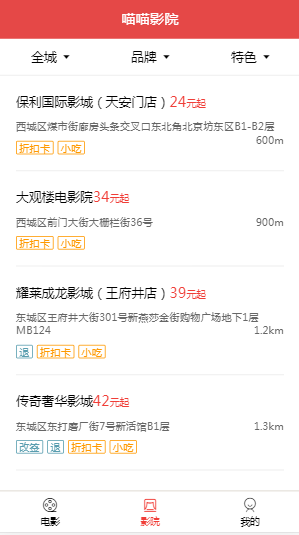 喵喵影院
全城 品牌 特色
保利国际影城（天安门店）24元起
西城区煤市街廊房头条交叉口东北角北京坊东区B1-B2层
600m
折扣卡 小吃
大观楼电影院34元起
西城区前门大街大栅栏街36号 900m
折扣卡 小吃
耀莱成龙影城（王府井店）39元起
东城区王府井大街301号新燕莎金街购物广场地下1层
MB124 1.2km
退 折扣卡 小吃
传奇奢华影城42元起
东城区东打磨厂街7号新活馆B1层 1.3km
改签 退 折扣卡 小吃
电影 影院 我的